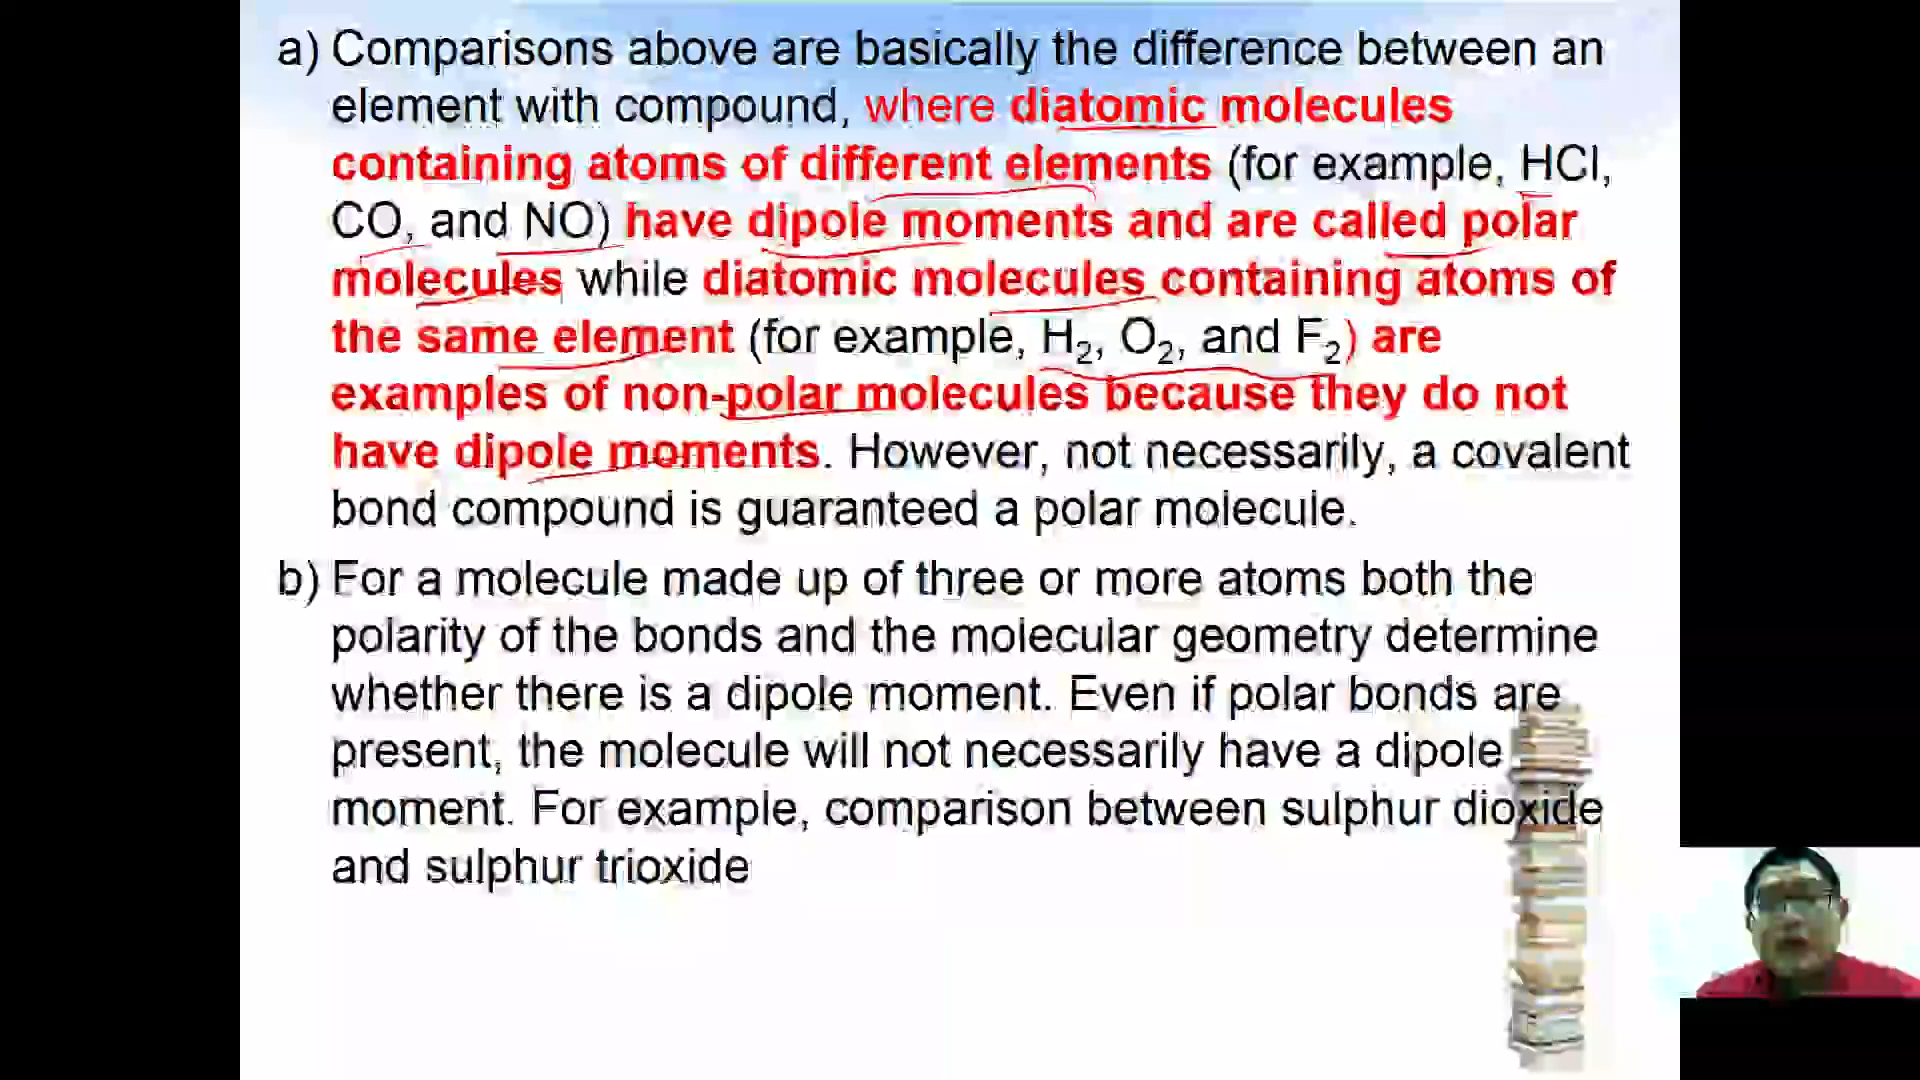 a) Comparisons above are basically the difference between an
element with compound, where diatomic molecules
containing atoms of different elements (for example, HCl,
CO, and NO) have dipole moments and are called polar
molecules while diatomic molecules containing atoms of
the same element (for example, H₂, O₂, and F₂) are
examples of non-polar molecules because they do not
have dipole moments. However, not necessarily, a covalent
bond compound is guaranteed a polar molecule.
b) For a molecule made up of three or more atoms both the
polarity of the bonds and the molecular geometry determine
whether there is a dipole moment. Even if polar bonds are
present, the molecule will not necessarily have a dipole
moment. For example, comparison between sulphur dioxide
and sulphur trioxide